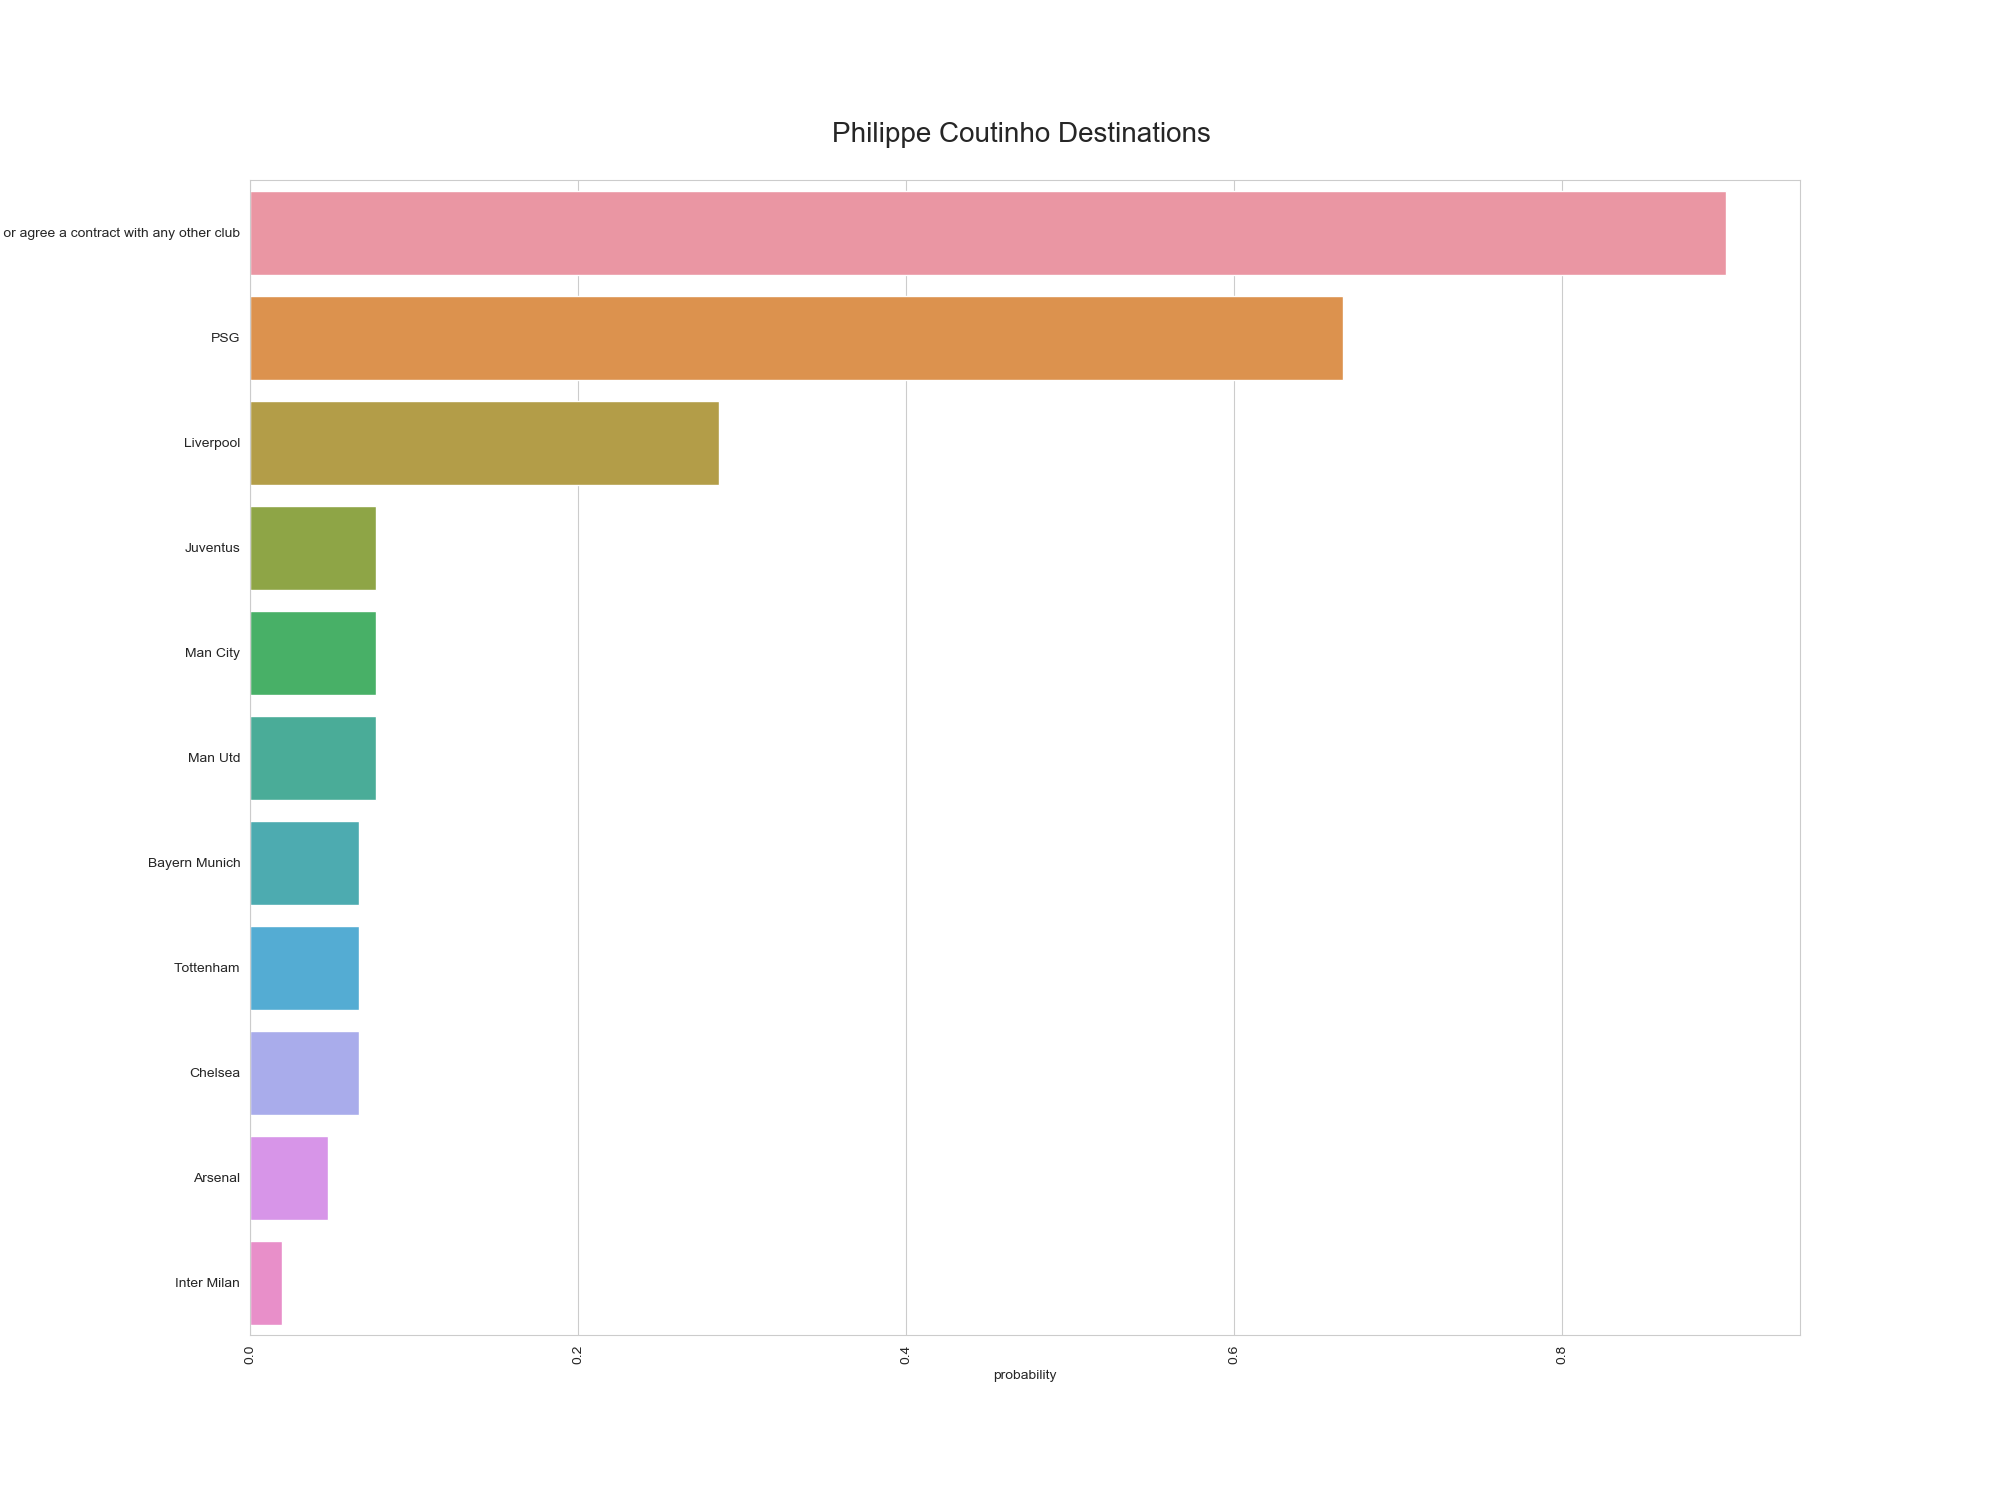 Philippe Coutinho Destinations
or agree a contract with any other club
PSG
Liverpool
Juventus
Man City
Man Utd
Bayern Munich
Tottenham
Chelsea
Arsenal
Inter Milan
0.0 0.2 0.4 0.6 0.8
probability